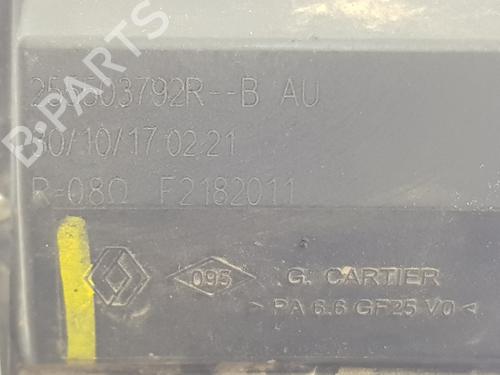 B-PARTS
255503792R--B AU
30/10/17 02:21
R=08Ω F2182011
095 G. CARTIER
> PA 6.6 GF25 V0 <